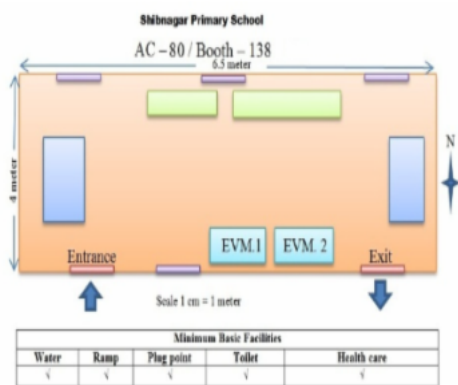 Shibnagar Primary School
AC – 80 / Booth – 138
6.5 meter
4 meter
N
EVM.1 EVM. 2
Entrance Exit
Scale 1 cm = 1 meter
Minimum Basic Facilities
Water Ramp Plug point Toilet Health care
√ √ √ √ √